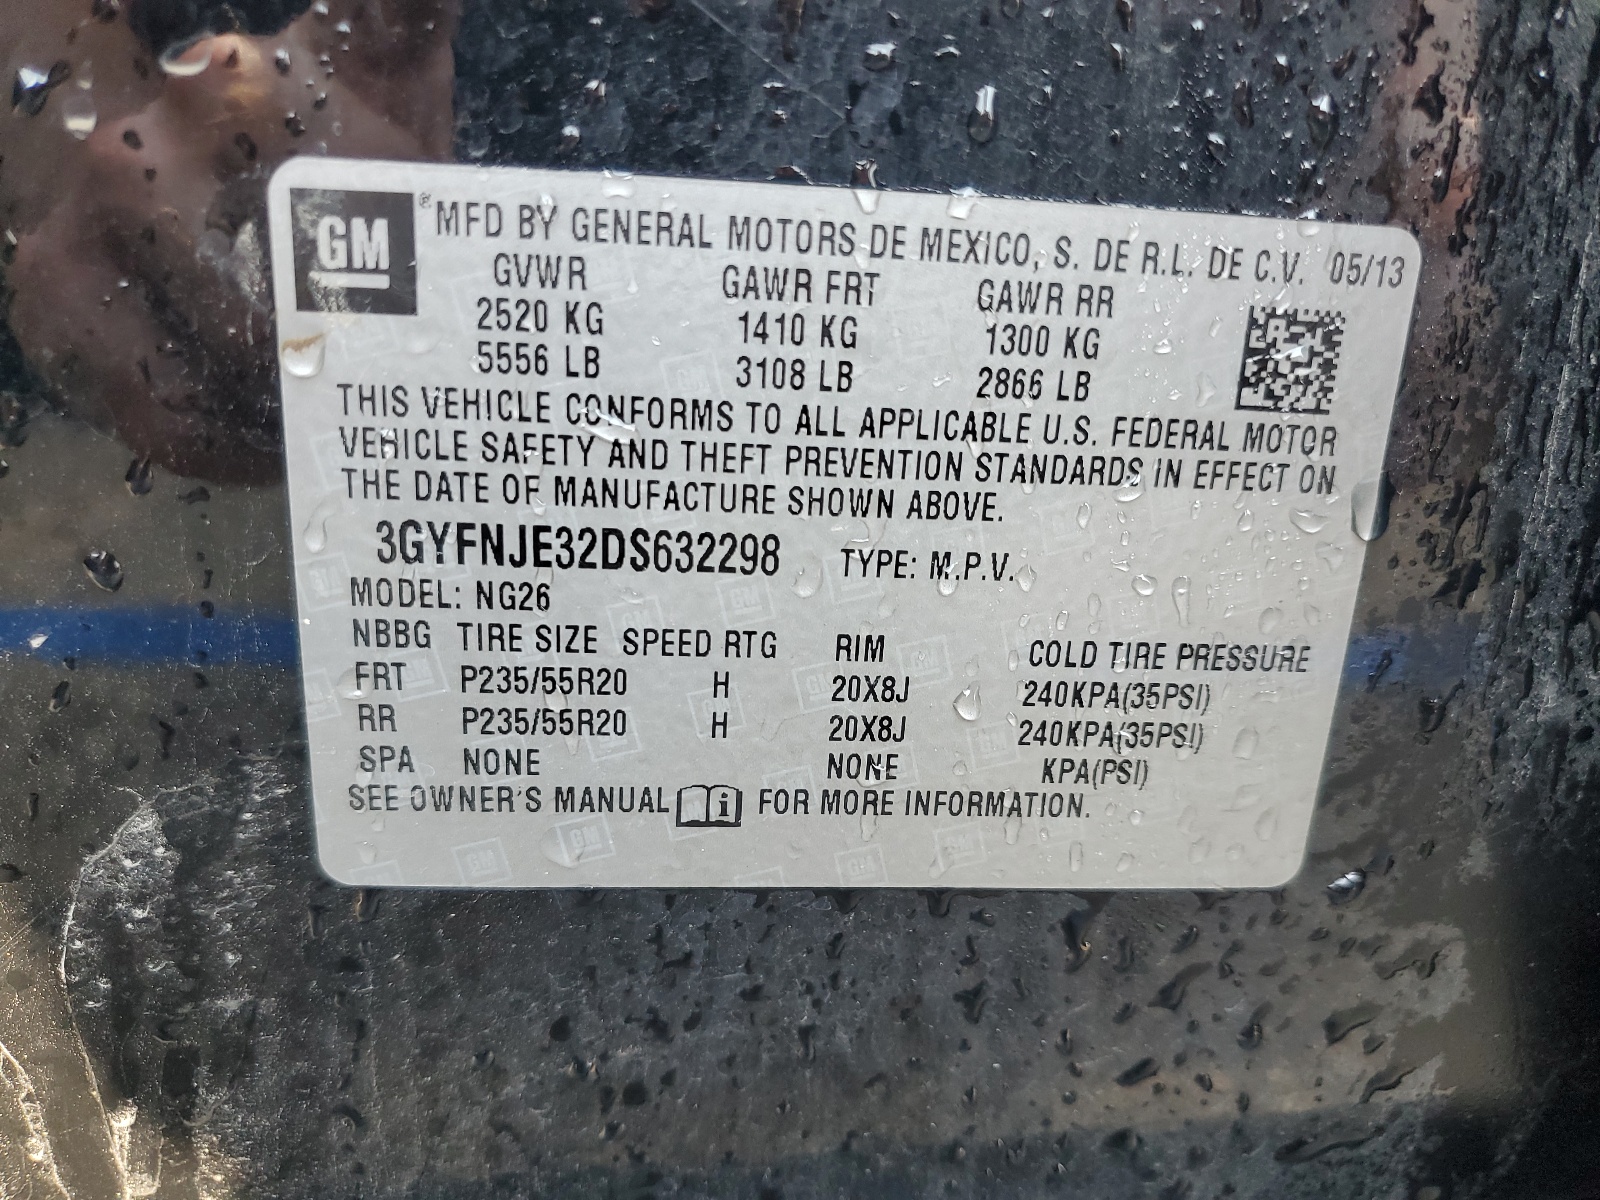 GM ® MFD BY GENERAL MOTORS DE MEXICO, S. DE R.L. DE C.V. 05/13
GVWR GAWR FRT GAWR RR
2520 KG 1410 KG 1300 KG
5556 LB 3108 LB 2866 LB
THIS VEHICLE CONFORMS TO ALL APPLICABLE U.S. FEDERAL MOTOR
VEHICLE SAFETY AND THEFT PREVENTION STANDARDS IN EFFECT ON
THE DATE OF MANUFACTURE SHOWN ABOVE.
3GYFNJE32DS632298 TYPE: M.P.V.
MODEL: NG26
NBBG TIRE SIZE SPEED RTG RIM COLD TIRE PRESSURE
FRT P235/55R20 H 20X8J 240KPA(35PSI)
RR P235/55R20 H 20X8J 240KPA(35PSI)
SPA NONE NONE KPA(PSI)
SEE OWNER'S MANUAL i FOR MORE INFORMATION.